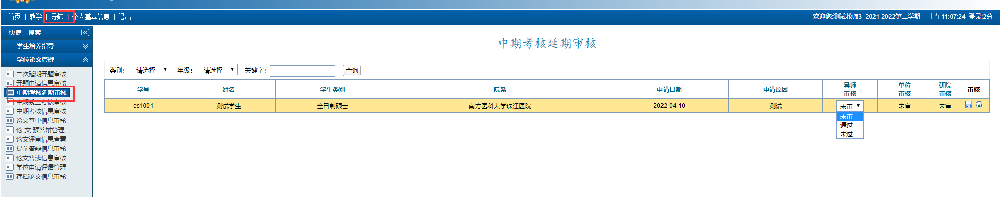 首页 | 教学 | 导师 | 个人基本信息 | 退出
欢迎您:测试教师3 2021-2022第二学期 上午11:07:24 登录:2分
快捷 搜索
学生培养指导
学位论文管理
二次延期开题审核
开题申请信息审核
中期考核延期审核
中期线上考核审核
中期考核信息审核
论文查重信息审核
论 文 预答辩管理
论文评审信息查看
提前答辩信息审核
论文答辨信息审核
学位申请评语管理
存档论文信息审核
中期考核延期审核
类别: --请选择-- 年级: --请选择-- 关键字: 查询
学号 姓名 学生类别 院系 申请日期 申请原因 导师审核 单位审核 研院审核 审核
cs1001 测试学生 全日制硕士 南方医科大学珠江医院 2022-04-10 测试 未审 未审 未审
未审
通过
未过